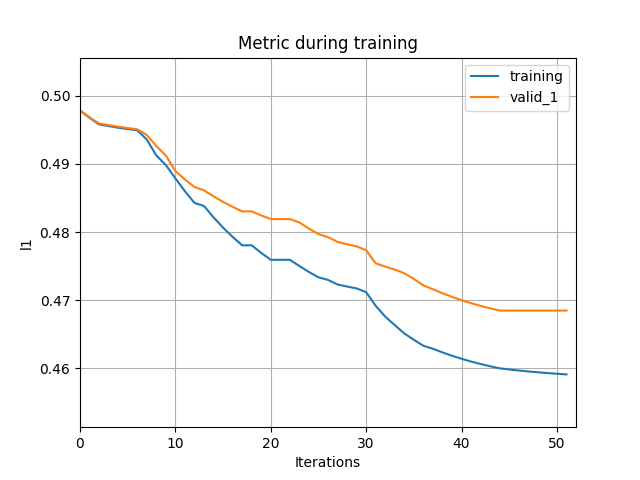 Metric during training
training
valid_1
0.50
0.49
0.48
0.47
0.46
l1
0 10 20 30 40 50
Iterations